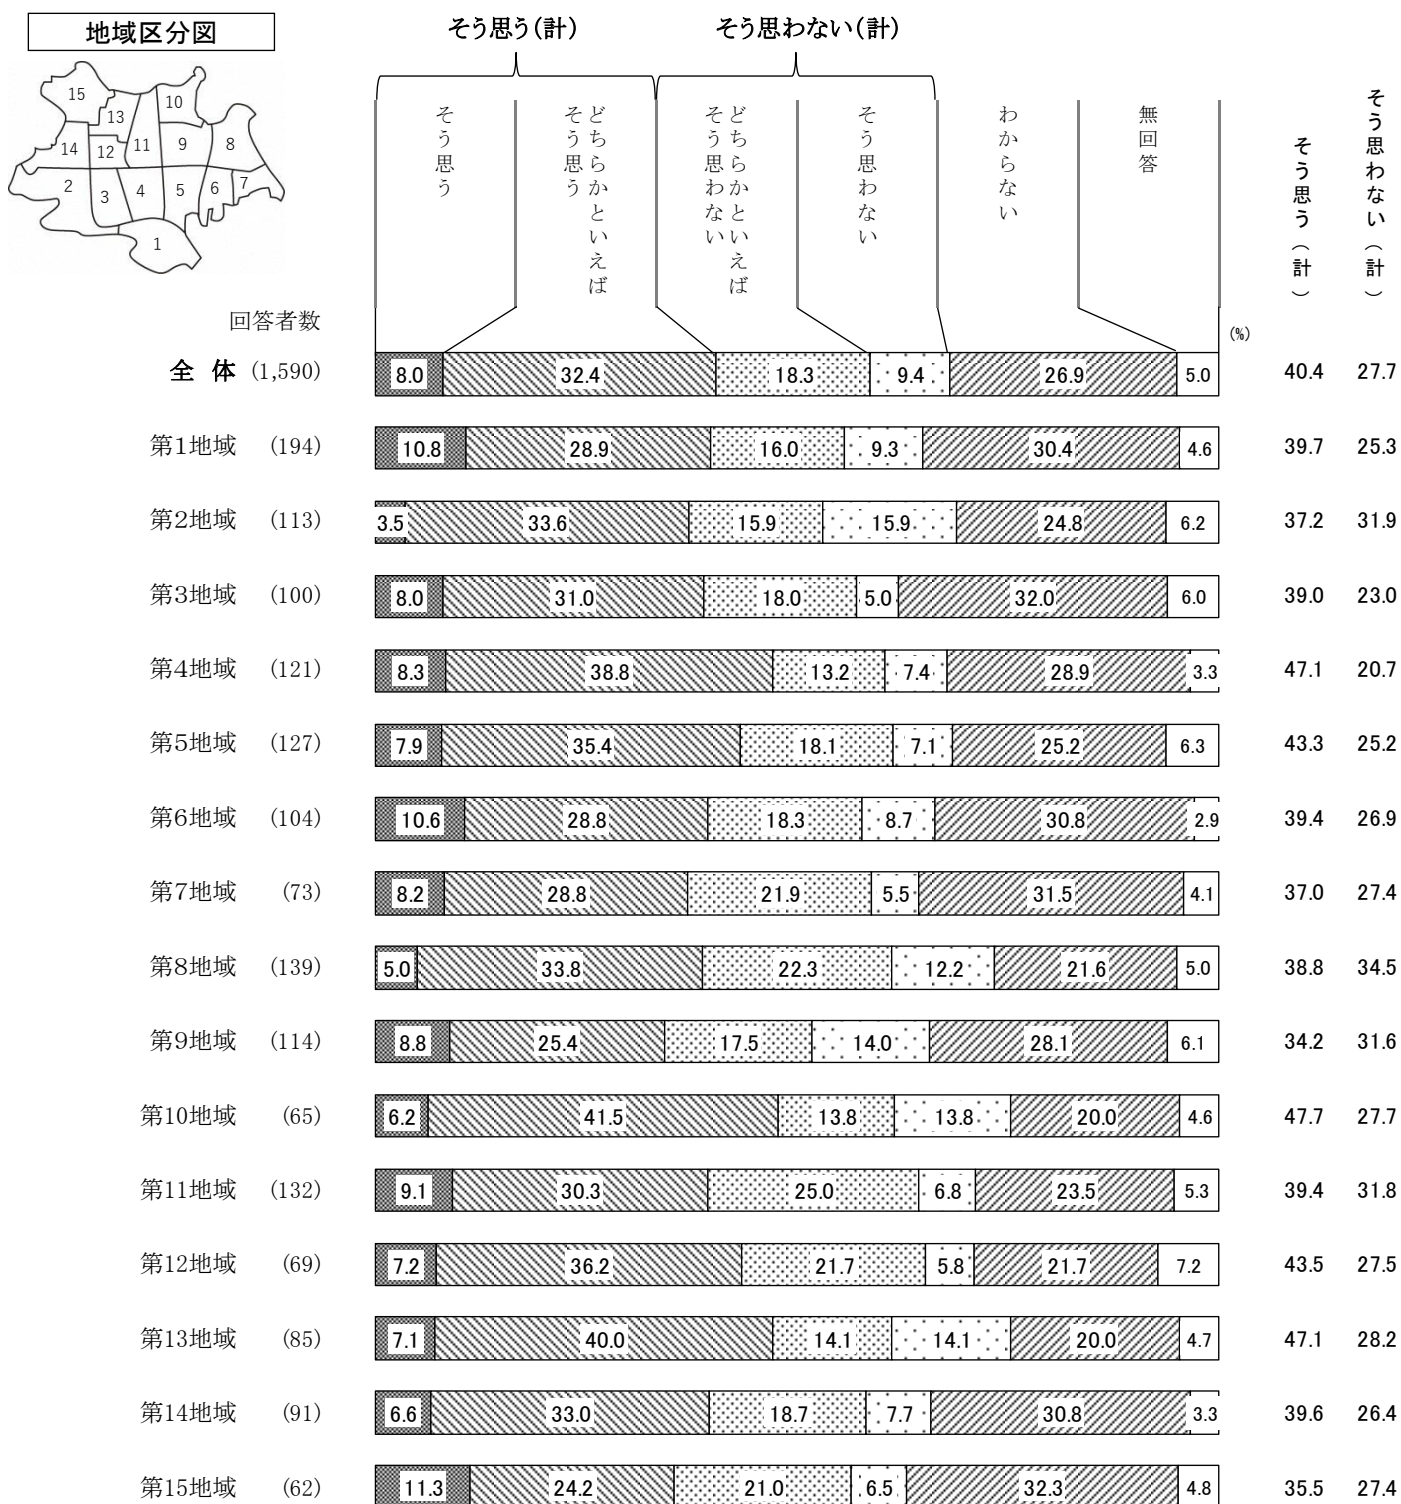 地域区分図
そう思う（計）
そう思わない（計）
15
10
13
14
12
11
9
8
2
3
4
5
6
7
1
そう思う
どちらかといえば
そう思う
どちらかといえば
そう思わない
そう思わない
わからない
無回答
そう思う（計）
そう思わない（計）
回答者数
(%)
全 体 (1,590) 8.0 32.4 18.3 9.4 26.9 5.0 40.4 27.7
第1地域 (194) 10.8 28.9 16.0 9.3 30.4 4.6 39.7 25.3
第2地域 (113) 3.5 33.6 15.9 15.9 24.8 6.2 37.2 31.9
第3地域 (100) 8.0 31.0 18.0 5.0 32.0 6.0 39.0 23.0
第4地域 (121) 8.3 38.8 13.2 7.4 28.9 3.3 47.1 20.7
第5地域 (127) 7.9 35.4 18.1 7.1 25.2 6.3 43.3 25.2
第6地域 (104) 10.6 28.8 18.3 8.7 30.8 2.9 39.4 26.9
第7地域 (73) 8.2 28.8 21.9 5.5 31.5 4.1 37.0 27.4
第8地域 (139) 5.0 33.8 22.3 12.2 21.6 5.0 38.8 34.5
第9地域 (114) 8.8 25.4 17.5 14.0 28.1 6.1 34.2 31.6
第10地域 (65) 6.2 41.5 13.8 13.8 20.0 4.6 47.7 27.7
第11地域 (132) 9.1 30.3 25.0 6.8 23.5 5.3 39.4 31.8
第12地域 (69) 7.2 36.2 21.7 5.8 21.7 7.2 43.5 27.5
第13地域 (85) 7.1 40.0 14.1 14.1 20.0 4.7 47.1 28.2
第14地域 (91) 6.6 33.0 18.7 7.7 30.8 3.3 39.6 26.4
第15地域 (62) 11.3 24.2 21.0 6.5 32.3 4.8 35.5 27.4